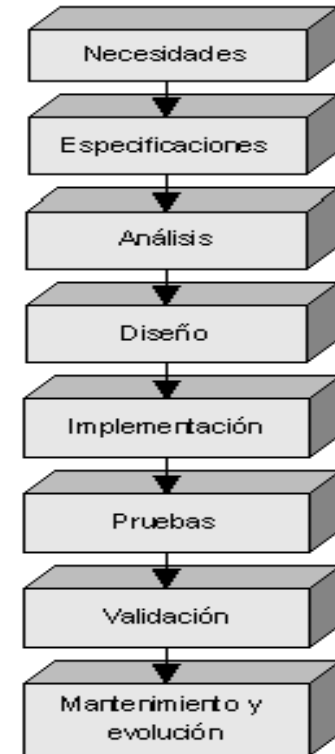 Necesidades
Especificaciones
Análisis
Diseño
Implementación
Pruebas
Validación
Mantenimiento y
evolución